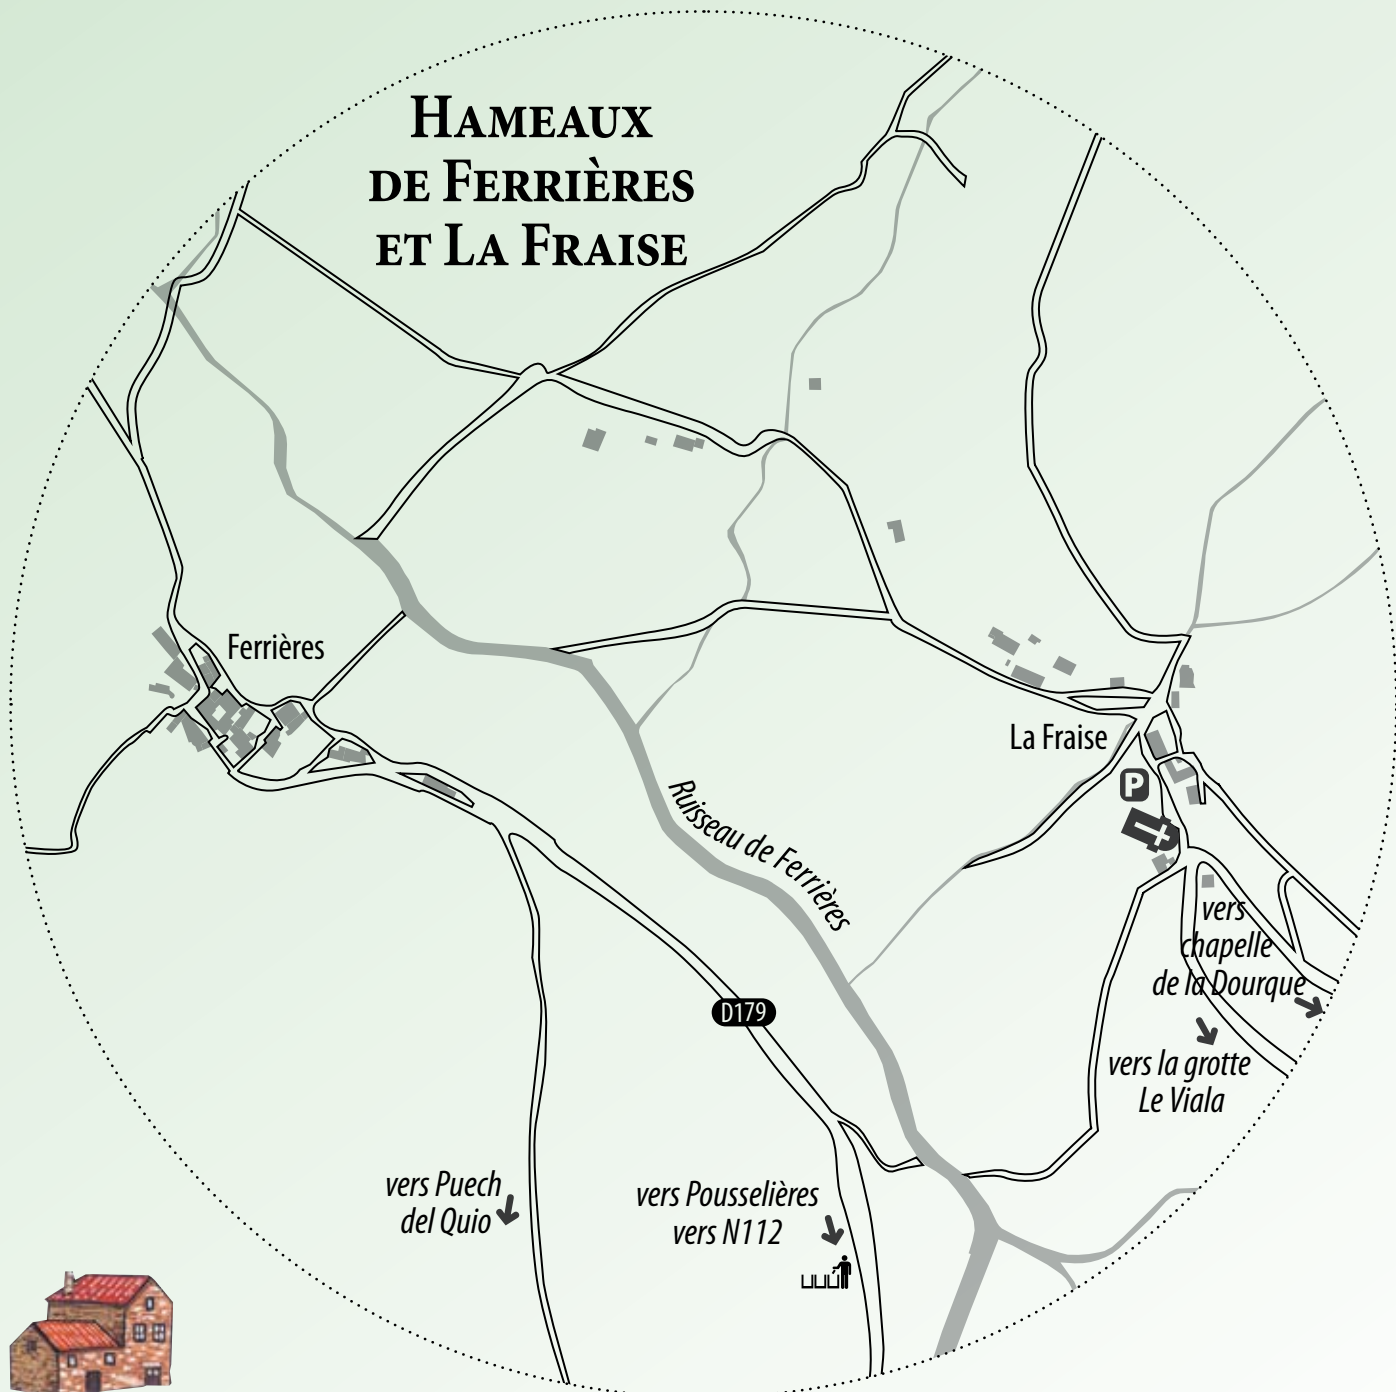 HAMEAUX
DE FERRIÈRES
ET LA FRAISE
Ferrières
La Fraise
P
Ruisseau de Ferrières
vers
chapelle
de la Dourque
D179
vers la grotte
Le Viala
vers Puech
del Quio
vers Pousselières
vers N112